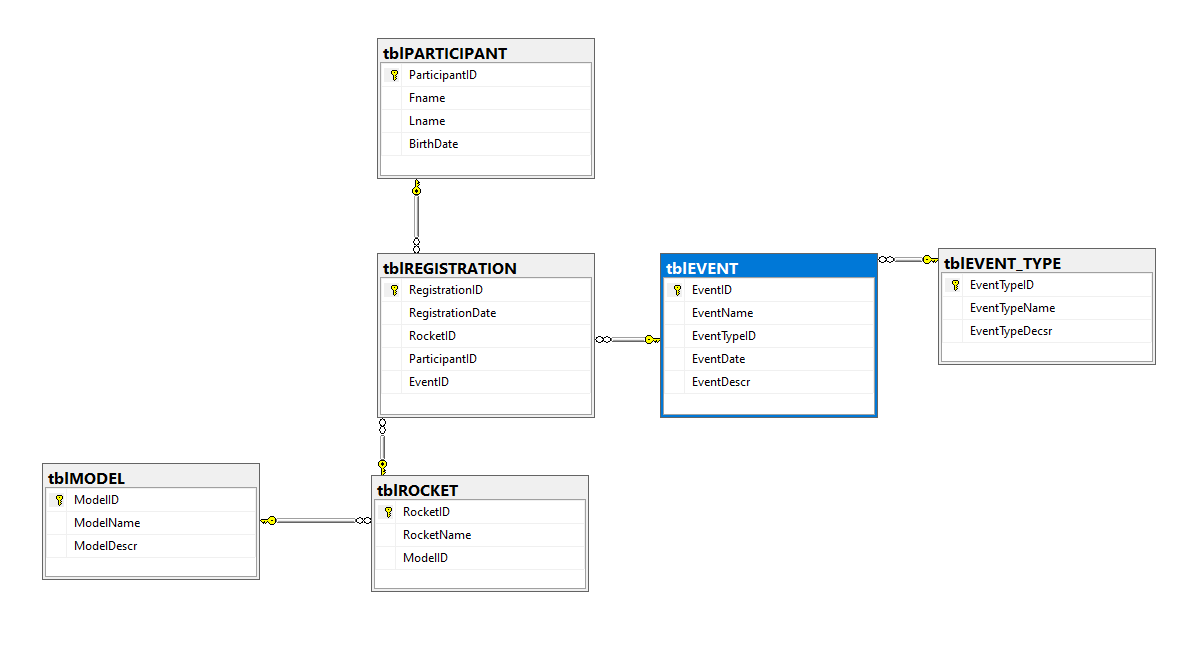 tblPARTICIPANT
ParticipantID
Fname
Lname
BirthDate
tblREGISTRATION
RegistrationID
RegistrationDate
RocketID
ParticipantID
EventID
tblEVENT
EventID
EventName
EventTypeID
EventDate
EventDescr
tblEVENT_TYPE
EventTypeID
EventTypeName
EventTypeDecsr
tblMODEL
ModelID
ModelName
ModelDescr
tblROCKET
RocketID
RocketName
ModelID